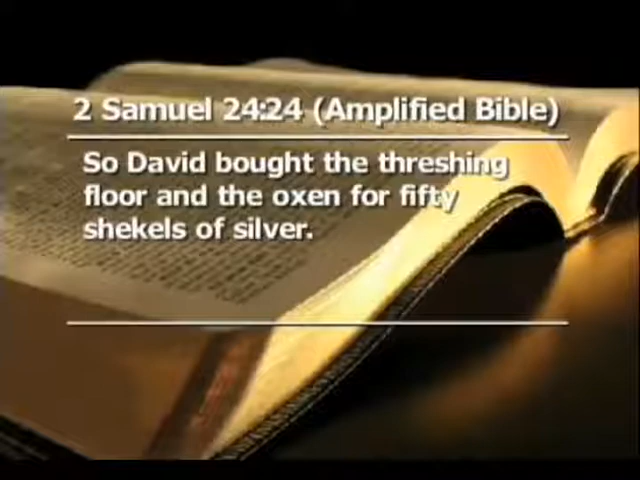 2 Samuel 24:24 (Amplified Bible)
So David bought the threshing
floor and the oxen for fifty
shekels of silver.